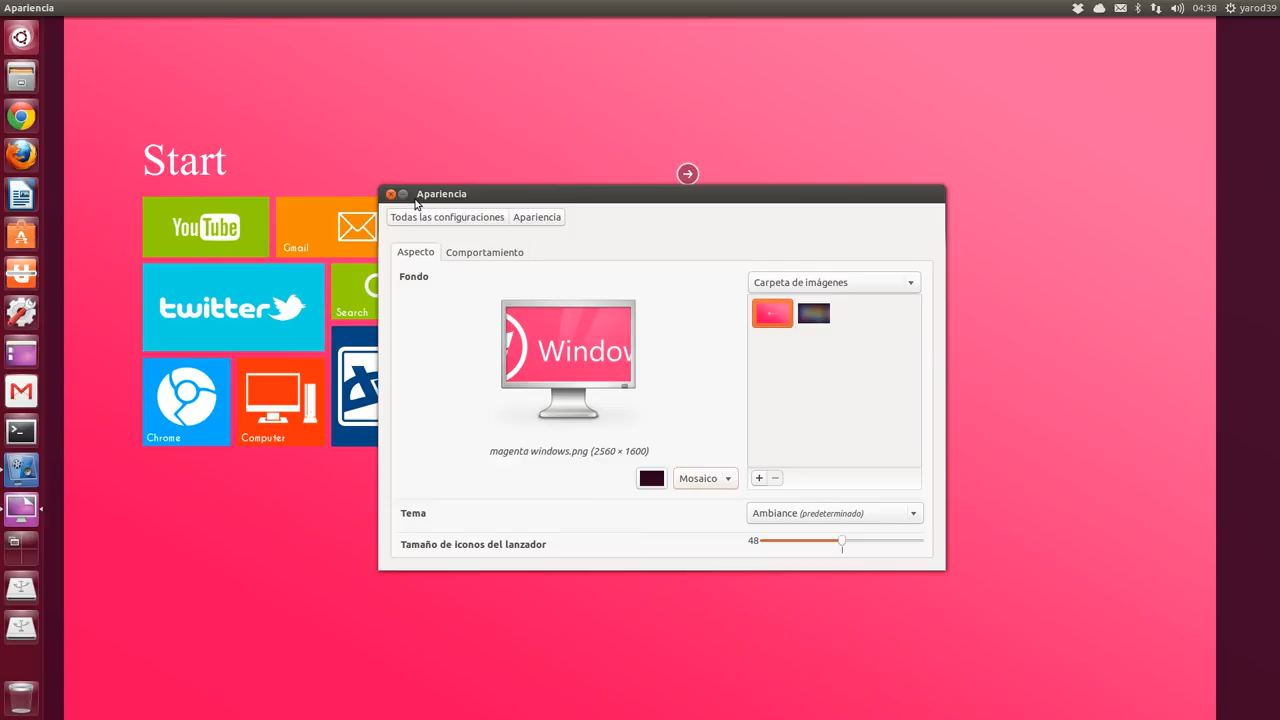 Apariencia
04:38
yarod39
Start
YouTube
Gmail
twitter
Search
Chrome
Computer
Apariencia
Todas las configuraciones
Apariencia
Aspecto
Comportamiento
Fondo
Carpeta de imágenes
Window
magenta windows.png (2560 × 1600)
Mosaico
Tema
Ambiance (predeterminado)
Tamaño de iconos del lanzador
48